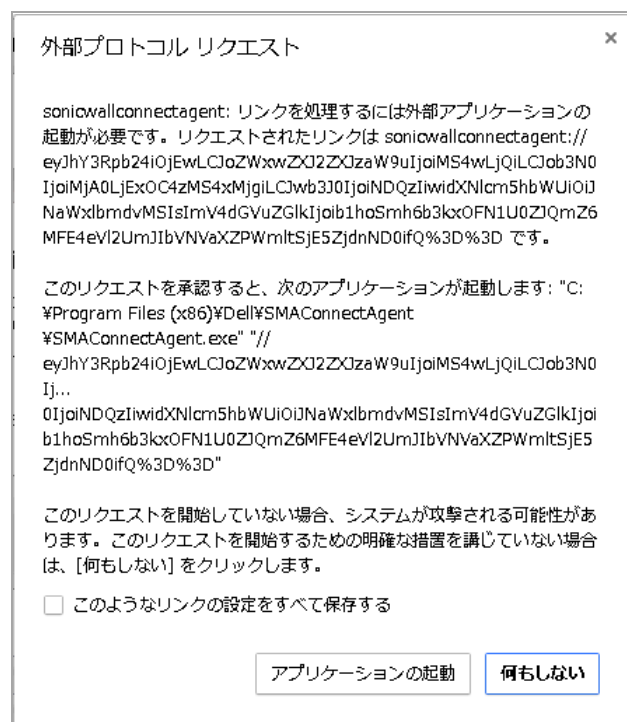 外部プロトコル リクエスト
sonicwallconnectagent: リンクを処理するには外部アプリケーションの
起動が必要です。リクエストされたリンクは sonicwallconnectagent://
eyJhY3Rpb24iOjEwLCJoZWxwZXJ2ZXJzaW9uIjoiMS4wLjQiLCJob3N0
IjoiMjA0LjExOC4zMS4xMjgiLCJwb3J0IjoiNDQzIiwidXNlcm5hbWUiOiJ
NaWxlbmdvMSIsImV4dGVuZGlkIjoib1hoSmh6b3kxOFN1U0ZJQmZ6
MFE4eVl2UmJIbVNVaXZPWmltSjE5ZjdnND0ifQ%3D%3D です。
このリクエストを承認すると、次のアプリケーションが起動します: "C:
¥Program Files (x86)¥Dell¥SMAConnectAgent
¥SMAConnectAgent.exe" "//
eyJhY3Rpb24iOjEwLCJoZWxwZXJ2ZXJzaW9uIjoiMS4wLjQiLCJob3N0
Ij...
0IjoiNDQzIiwidXNlcm5hbWUiOiJNaWxlbmdvMSIsImV4dGVuZGlkIjoi
b1hoSmh6b3kxOFN1U0ZJQmZ6MFE4eVl2UmJIbVNVaXZPWmltSjE5
ZjdnND0ifQ%3D%3D"
このリクエストを開始していない場合、システムが攻撃される可能性があ
ります。このリクエストを開始するための明確な措置を講じていない場合
は、[何もしない] をクリックします。
このようなリンクの設定をすべて保存する
アプリケーションの起動 何もしない